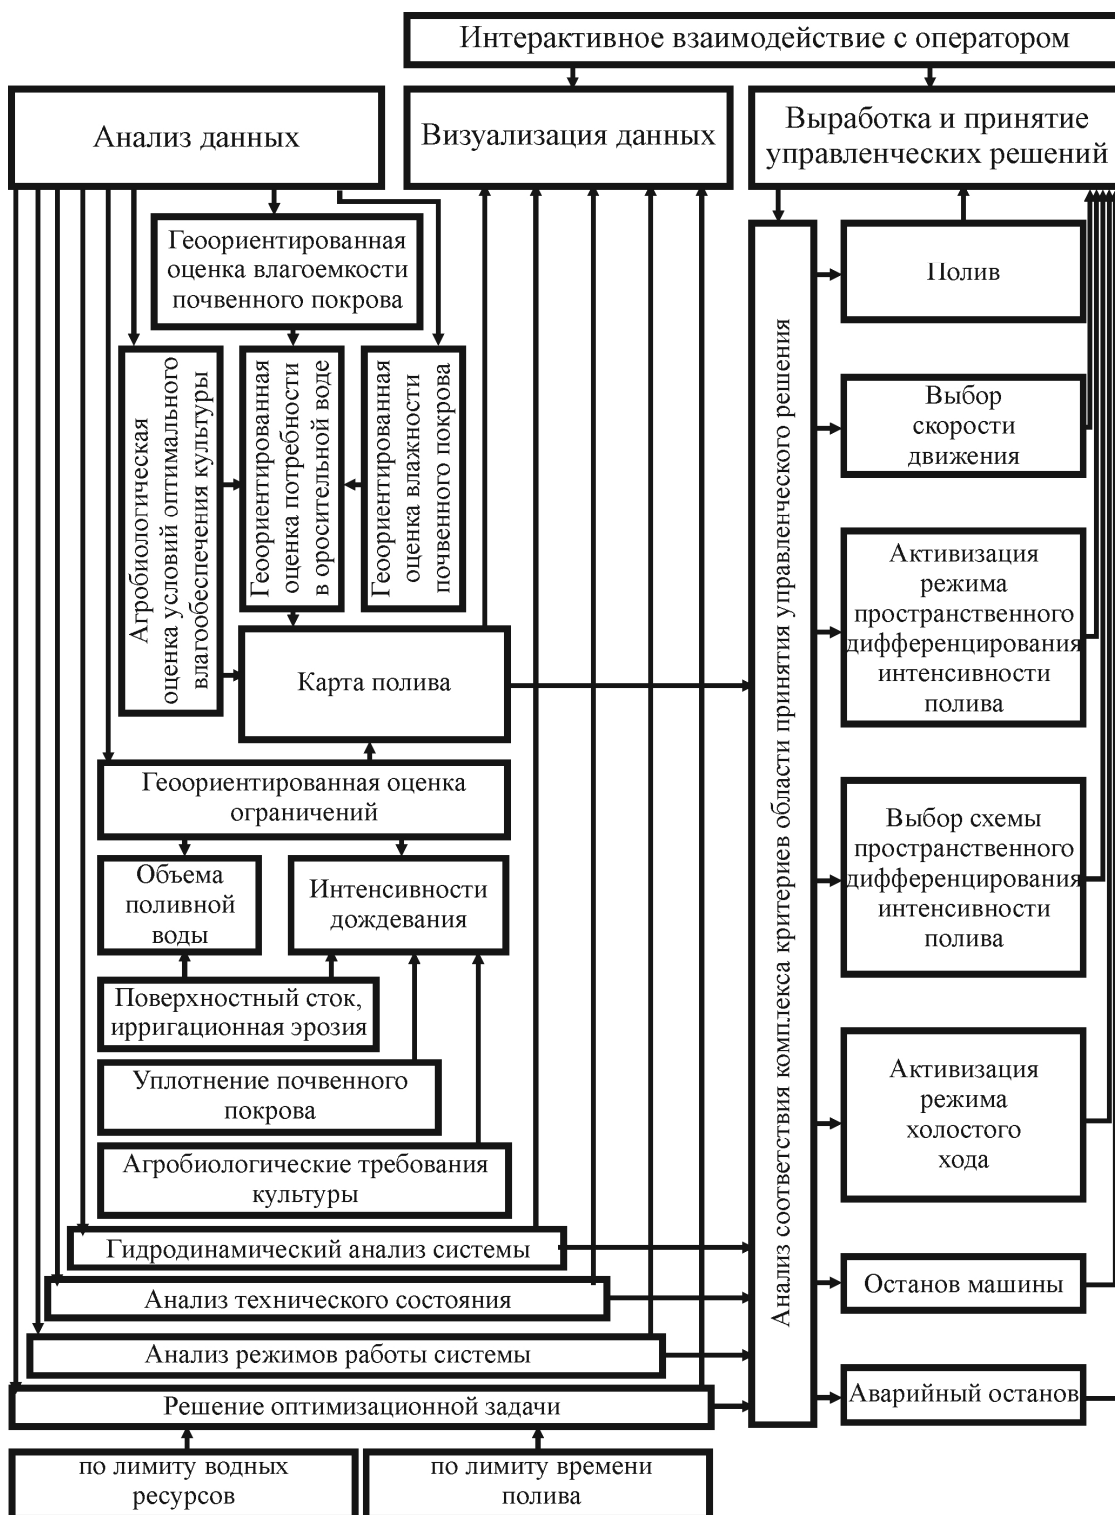 Интерактивное взаимодействие с оператором
Анализ данных
Визуализация данных
Выработка и принятие
управленческих решений
Геоориентированная
оценка влагоемкости
почвенного покрова
Агробиологическая
оценка условий оптимального
влагообеспечения культуры
Геоориентированная
оценка потребности
в оросительной воде
Геоориентированная
оценка влажности
почвенного покрова
Карта полива
Геоориентированная оценка
ограничений
Объема
поливной
воды
Интенсивности
дождевания
Поверхностный сток,
ирригационная эрозия
Уплотнение почвенного
покрова
Агробиологические требования
культуры
Гидродинамический анализ системы
Анализ технического состояния
Анализ режимов работы системы
Решение оптимизационной задачи
по лимиту водных
ресурсов
по лимиту времени
полива
Анализ соответствия комплекса критериев области принятия управленческого решения
Полив
Выбор
скорости
движения
Активизация
режима
пространственного
дифференцирования
интенсивности
полива
Выбор схемы
пространственного
дифференцирования
интенсивности
полива
Активизация
режима
холостого
хода
Останов машины
Аварийный останов